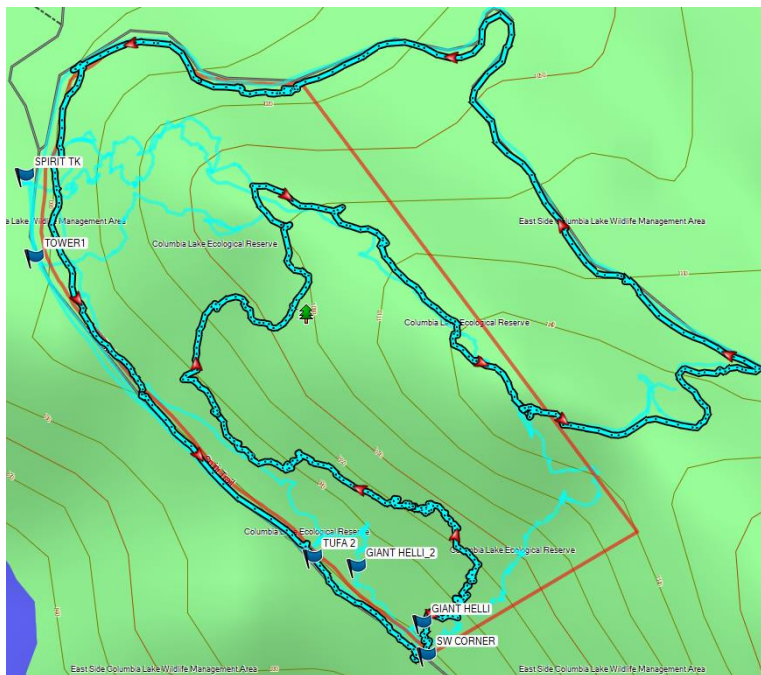 SPIRIT TK
a Lake Wildlife Management Area
East Side Columbia Lake Wildlife Management Area
TOWER1
Columbia Lake Ecological Reserve
Columbia Lake Ecological Reserve
Columbia Lake Ecological Reserve
TUFA 2
GIANT HELLI_2
Columbia Lake Ecological Reserve
GIANT HELLI
SW CORNER
East Side Columbia Lake Wildlife Management Area
East Side Columbia Lake Wildlife Management Area